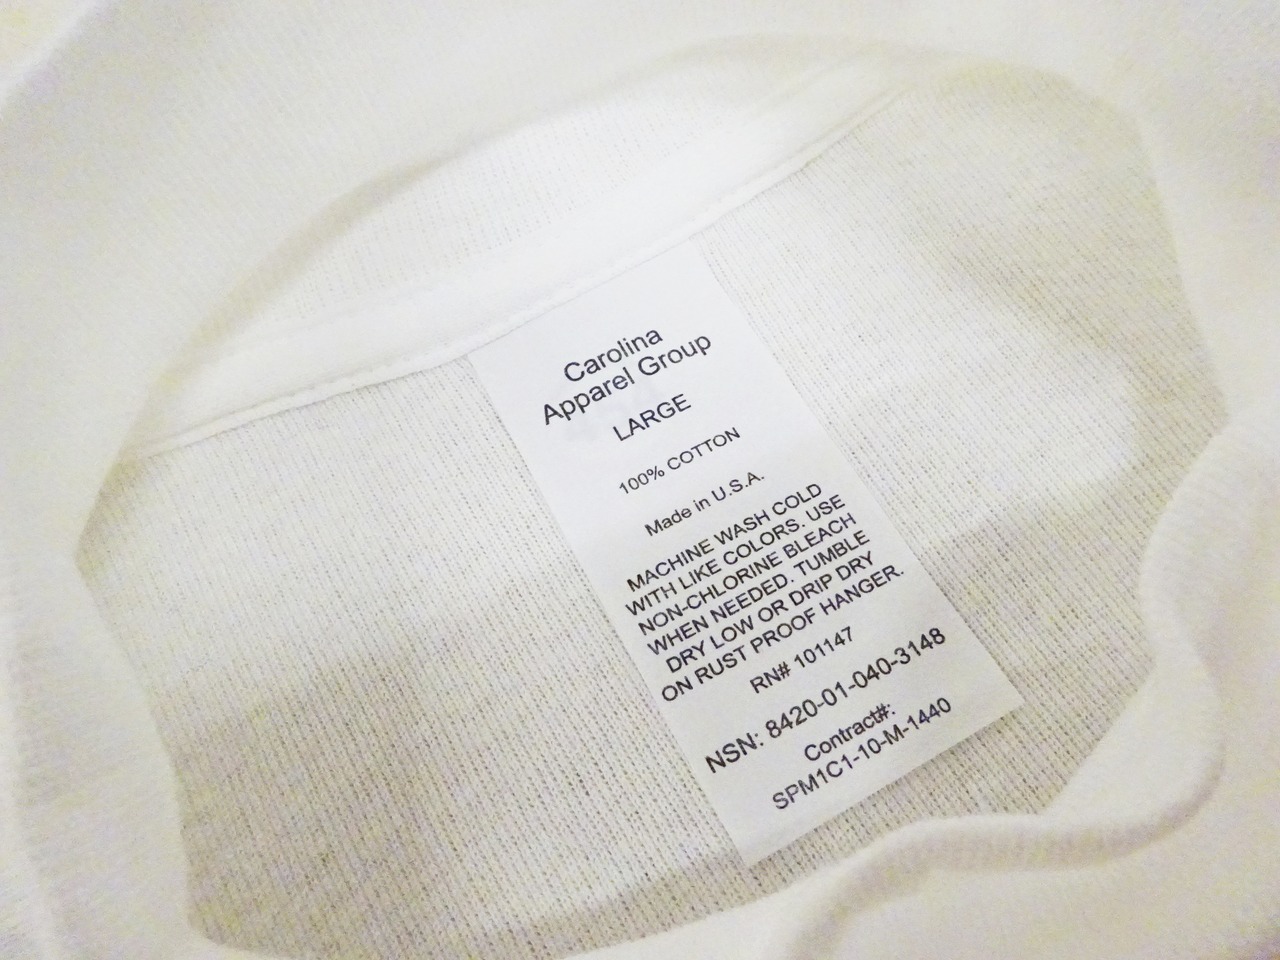 Carolina
Apparel Group
LARGE
100% COTTON
Made in U.S.A.
MACHINE WASH COLD
WITH LIKE COLORS. USE
NON-CHLORINE BLEACH
WHEN NEEDED. TUMBLE
DRY LOW OR DRIP DRY
ON RUST PROOF HANGER.
RN# 101147
NSN: 8420-01-040-3148
Contract#:
SPM1C1-10-M-1440